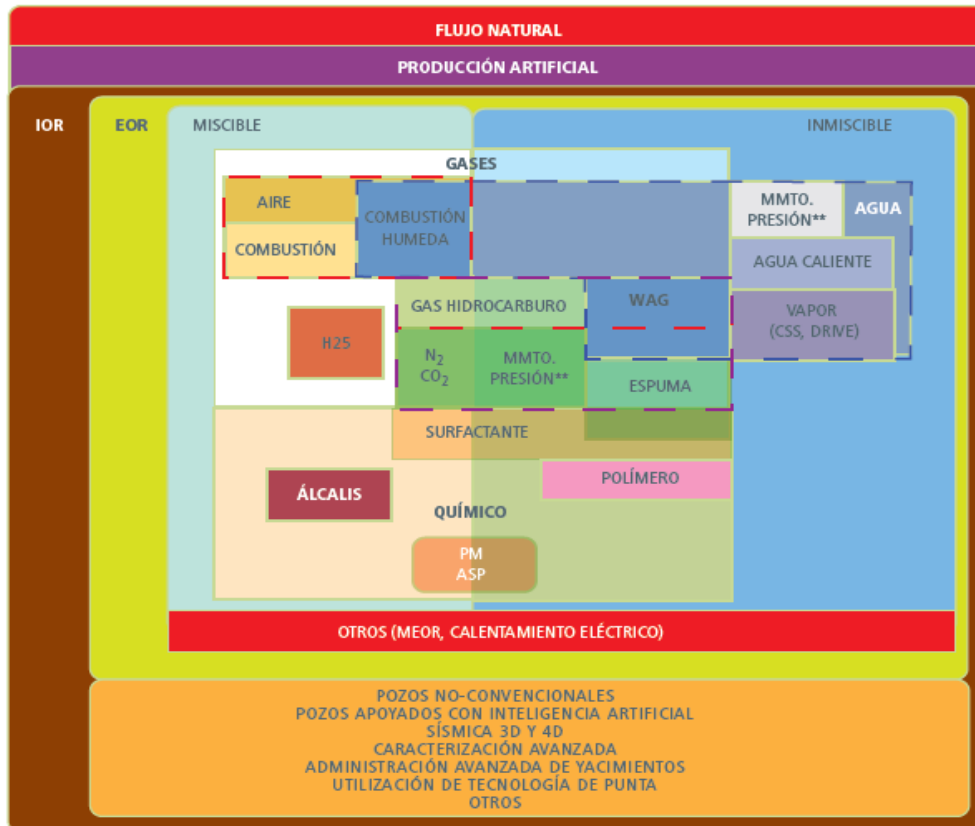 FLUJO NATURAL
PRODUCCIÓN ARTIFICIAL
IOR
EOR
MISCIBLE
INMISCIBLE
GASES
AIRE
COMBUSTIÓN
COMBUSTIÓN
HUMEDA
MMTO.
PRESIÓN**
AGUA
AGUA CALIENTE
VAPOR
(CSS, DRIVE)
GAS HIDROCARBURO
WAG
H25
N2
CO2
MMTO.
PRESIÓN**
ESPUMA
SURFACTANTE
POLÍMERO
ÁLCALIS
QUÍMICO
PM
ASP
OTROS (MEOR, CALENTAMIENTO ELÉCTRICO)
POZOS NO-CONVENCIONALES
POZOS APOYADOS CON INTELIGENCIA ARTIFICIAL
SÍSMICA 3D Y 4D
CARACTERIZACIÓN AVANZADA
ADMINISTRACIÓN AVANZADA DE YACIMIENTOS
UTILIZACIÓN DE TECNOLOGÍA DE PUNTA
OTROS